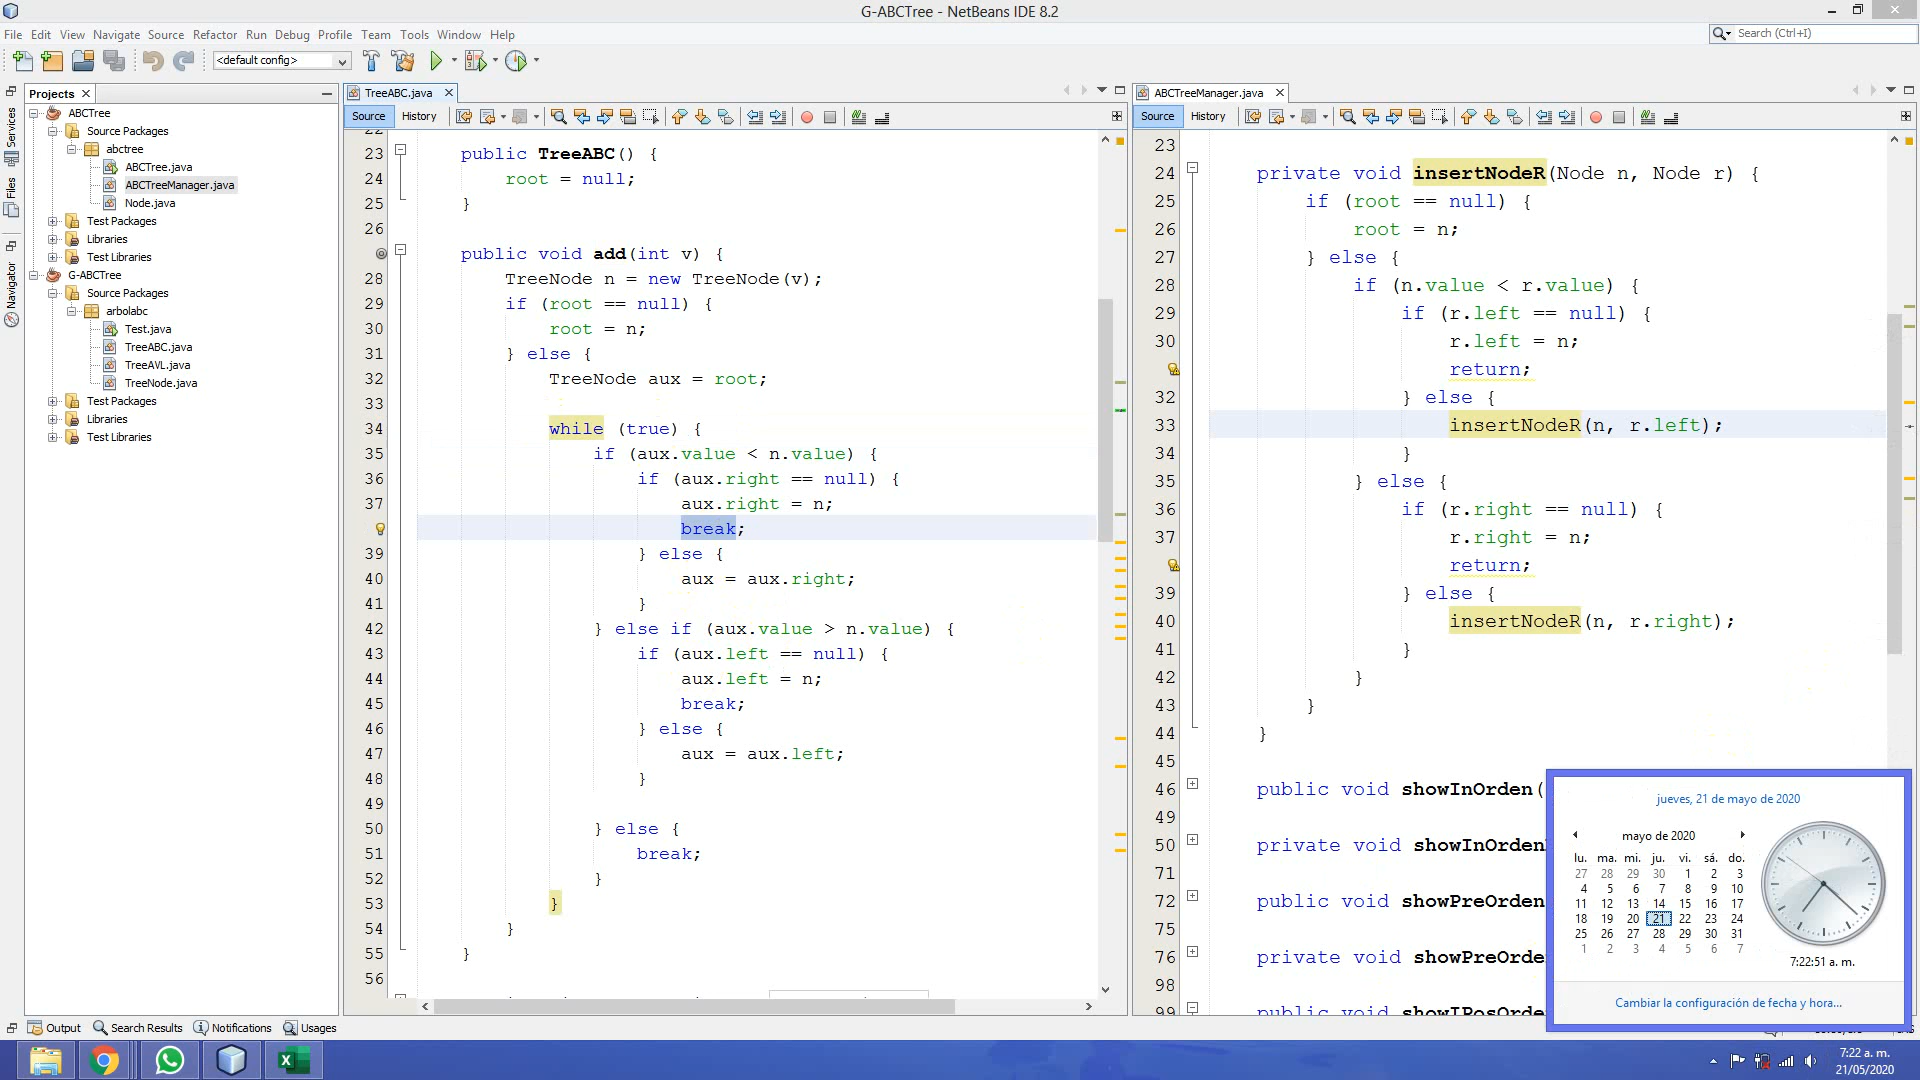 G-ABCTree - NetBeans IDE 8.2
File Edit View Navigate Source Refactor Run Debug Profile Team Tools Window Help
Search (Ctrl+I)
<default config>
Services
Files
Navigator
Projects
ABCTree
Source Packages
abctree
ABCTree.java
ABCTreeManager.java
Node.java
Test Packages
Libraries
Test Libraries
G-ABCTree
Source Packages
arbolabc
Test.java
TreeABC.java
TreeAVL.java
TreeNode.java
Test Packages
Libraries
Test Libraries
TreeABC.java
Source History
22
23 public TreeABC() {
24 root = null;
25 }
26
public void add(int v) {
28 TreeNode n = new TreeNode(v);
29 if (root == null) {
30 root = n;
31 } else {
32 TreeNode aux = root;
33
34 while (true) {
35 if (aux.value < n.value) {
36 if (aux.right == null) {
37 aux.right = n;
break;
39 } else {
40 aux = aux.right;
41 }
42 } else if (aux.value > n.value) {
43 if (aux.left == null) {
44 aux.left = n;
45 break;
46 } else {
47 aux = aux.left;
48 }
49
50 } else {
51 break;
52 }
53 }
54 }
55 }
56
ABCTreeManager.java
Source History
23
24 private void insertNodeR(Node n, Node r) {
25 if (root == null) {
26 root = n;
27 } else {
28 if (n.value < r.value) {
29 if (r.left == null) {
30 r.left = n;
return;
32 } else {
33 insertNodeR(n, r.left);
34 }
35 } else {
36 if (r.right == null) {
37 r.right = n;
return;
39 } else {
40 insertNodeR(n, r.right);
41 }
42 }
43 }
44 }
45
46 public void showInOrden(
49
50 private void showInOrden
71
72 public void showPreOrden
75
76 private void showPreOrde
98
99 public void showIPosOrde
jueves, 21 de mayo de 2020
mayo de 2020
lu. ma. mi. ju. vi. sá. do.
27 28 29 30 1 2 3
4 5 6 7 8 9 10
11 12 13 14 15 16 17
18 19 20 21 22 23 24
25 26 27 28 29 30 31
1 2 3 4 5 6 7
7:22:51 a. m.
Cambiar la configuración de fecha y hora...
Output Search Results Notifications Usages
7:22 a. m.
21/05/2020